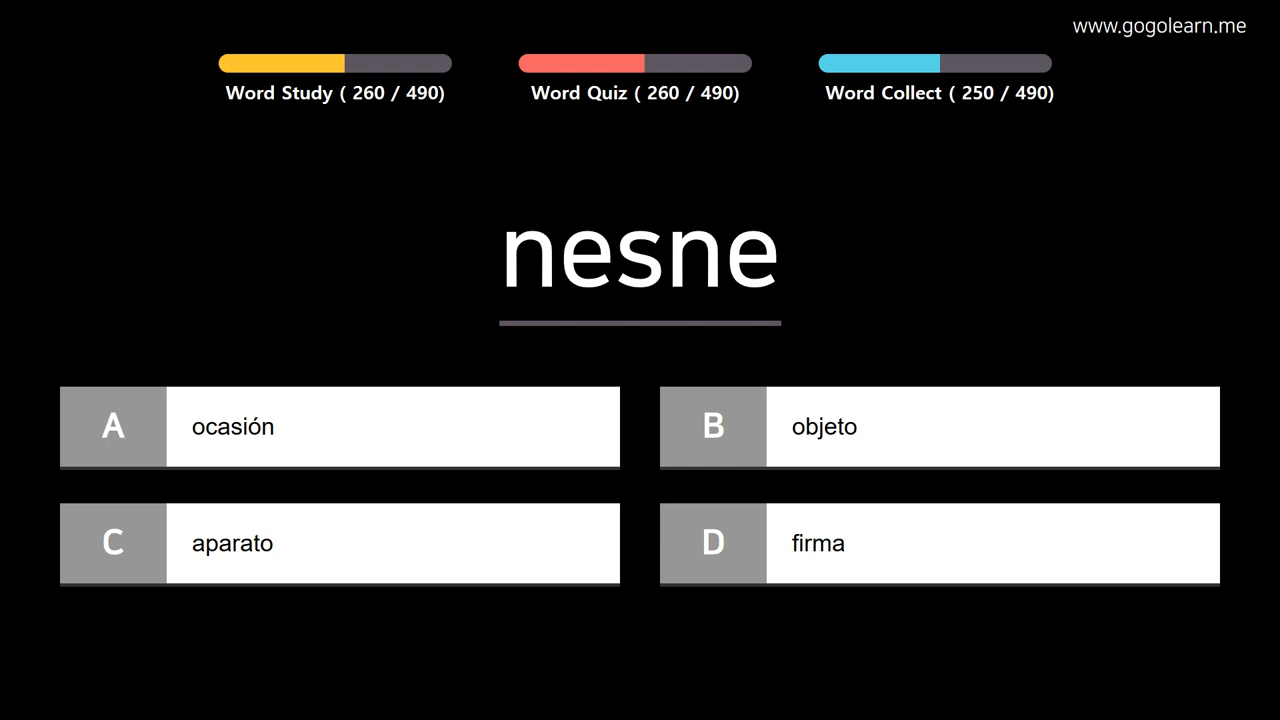 www.gogolearn.me
Word Study ( 260 / 490)
Word Quiz ( 260 / 490)
Word Collect ( 250 / 490)
nesne
A ocasión
B objeto
C aparato
D firma